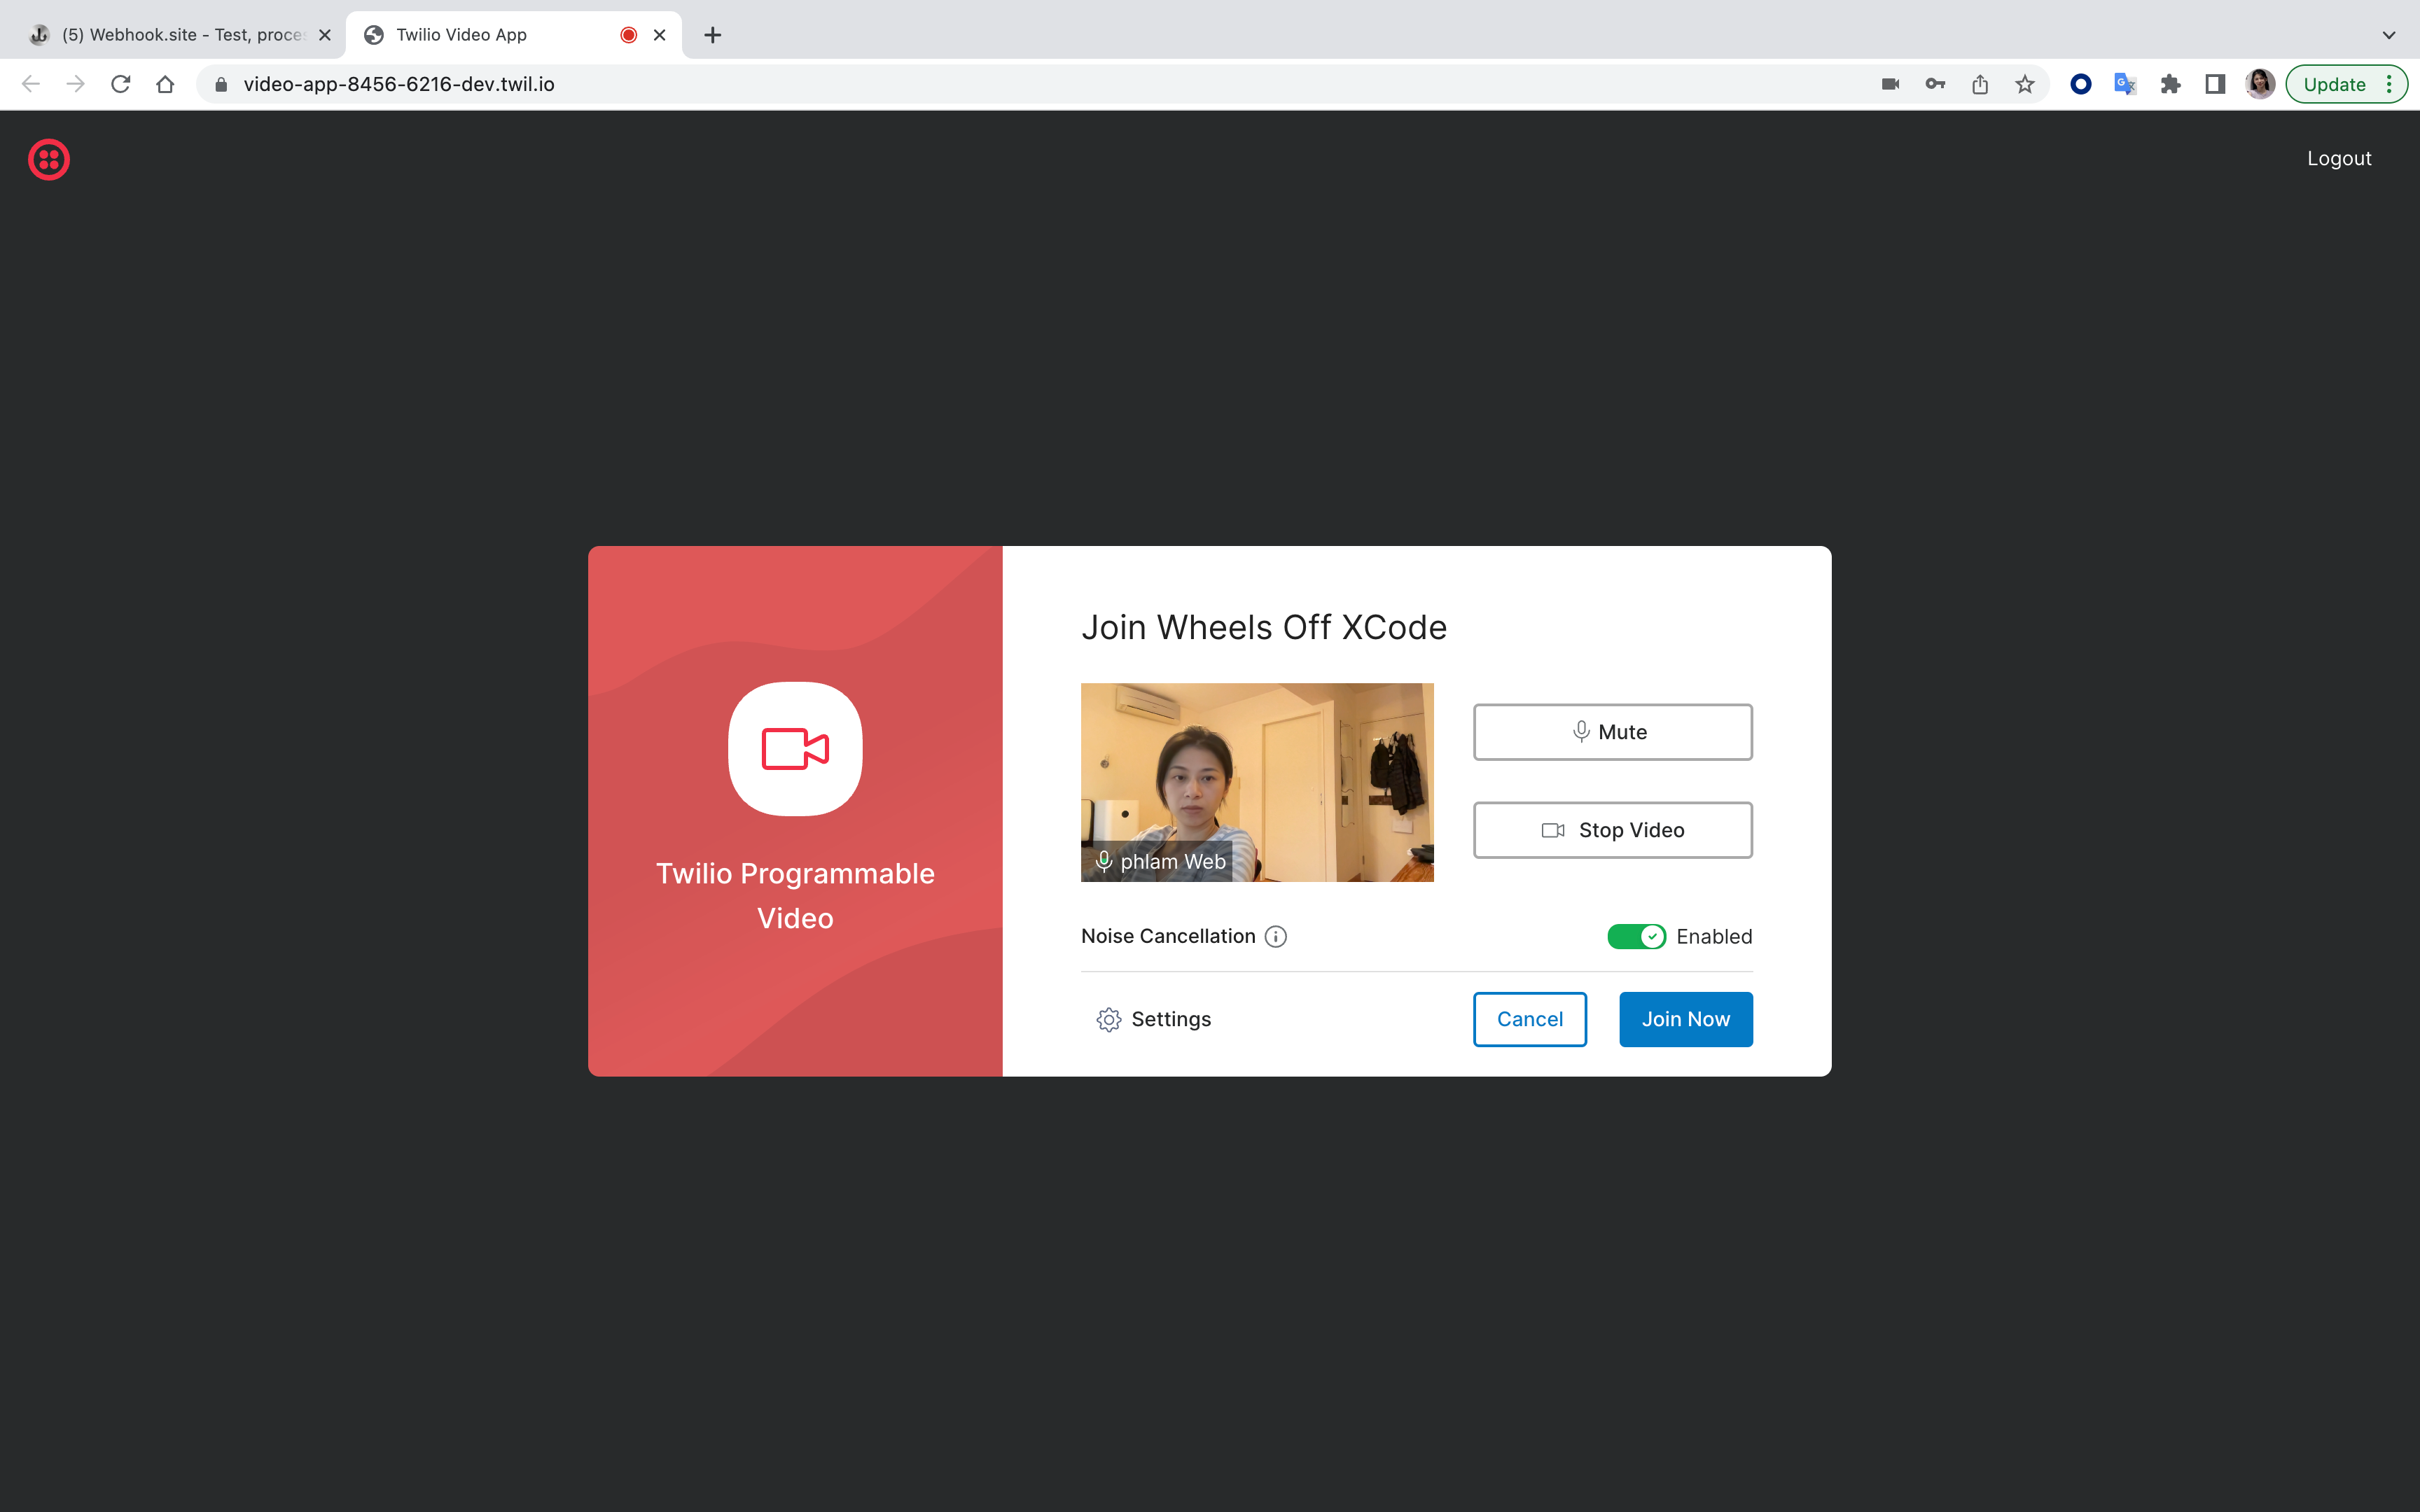 (5) Webhook.site - Test, proces
Twilio Video App
video-app-8456-6216-dev.twil.io
Update
Logout
Twilio Programmable
Video
Join Wheels Off XCode
phlam Web
Mute
Stop Video
Noise Cancellation
Enabled
Settings
Cancel
Join Now